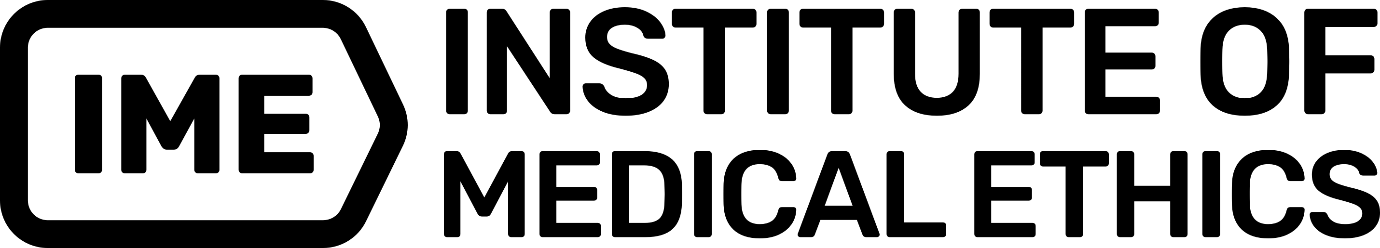 IME
INSTITUTE OF
MEDICAL ETHICS